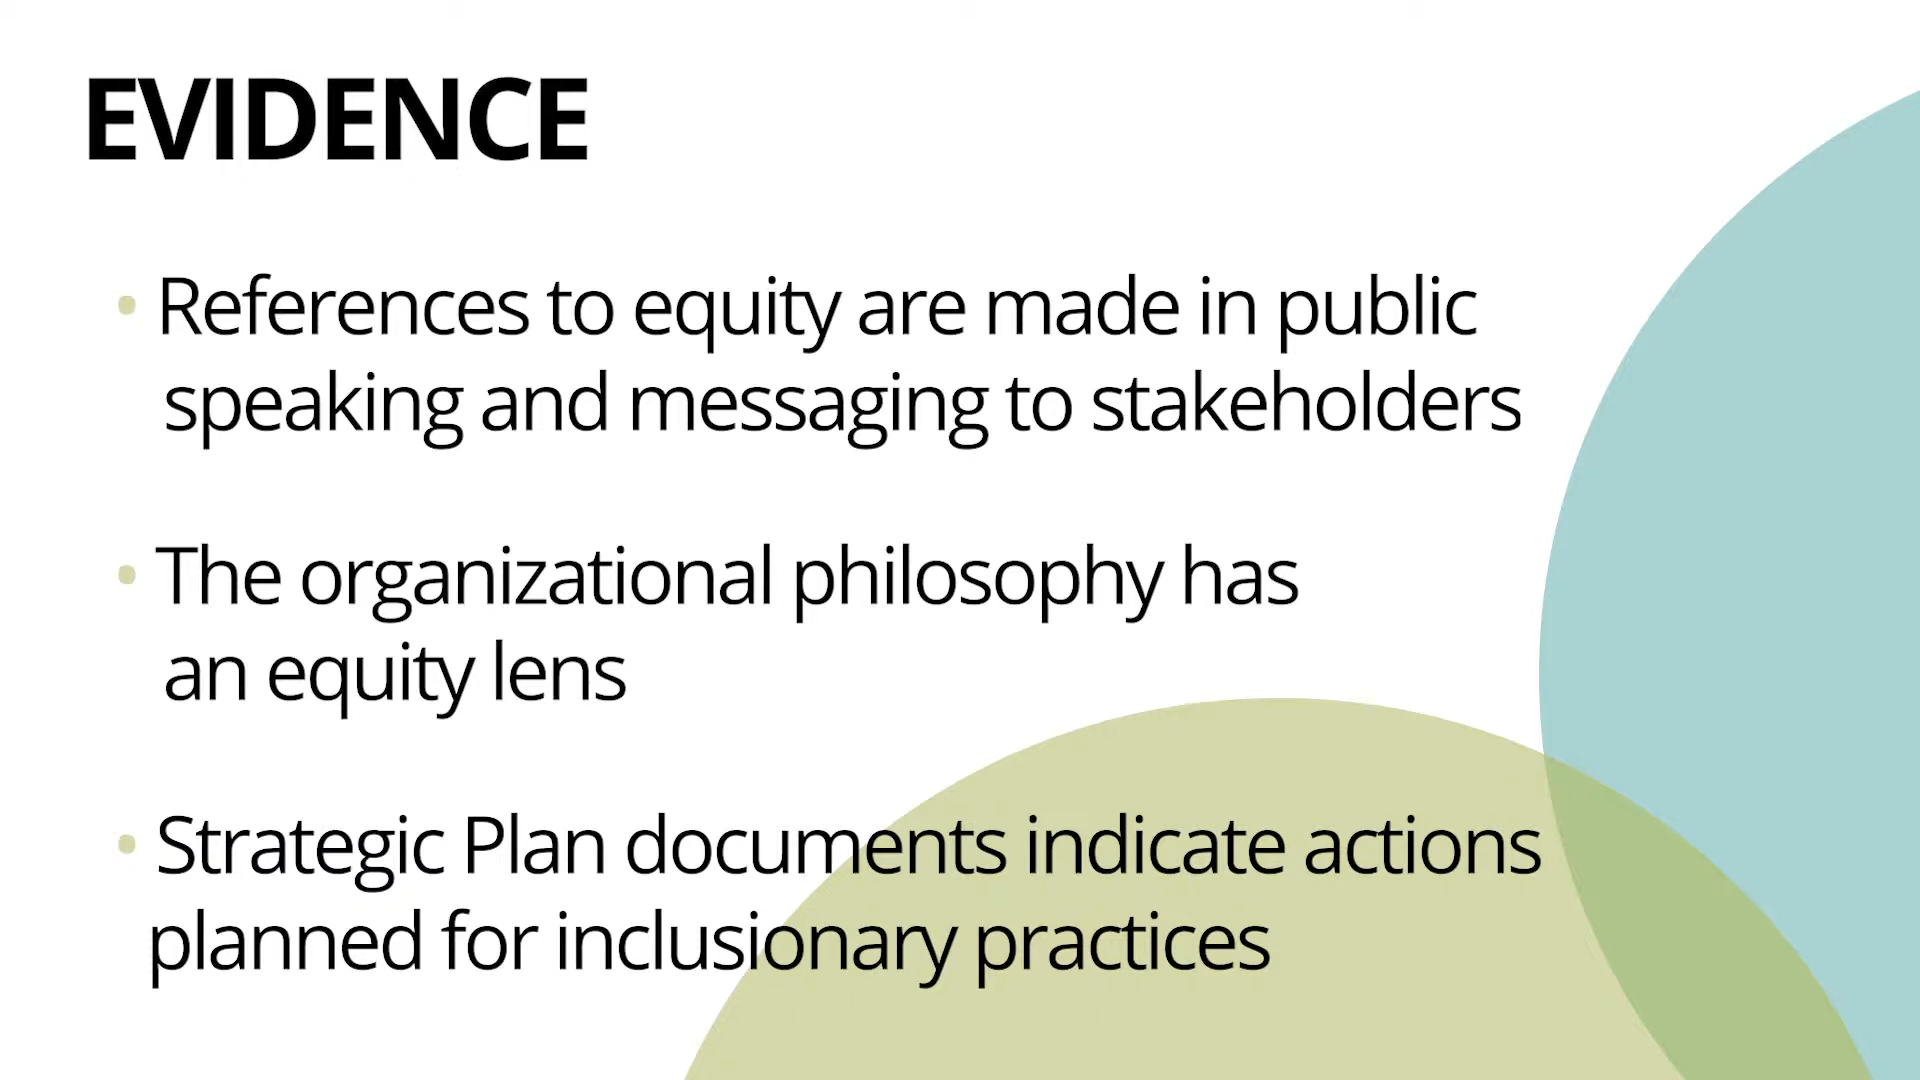 EVIDENCE
• References to equity are made in public
speaking and messaging to stakeholders
• The organizational philosophy has
an equity lens
• Strategic Plan documents indicate actions
planned for inclusionary practices